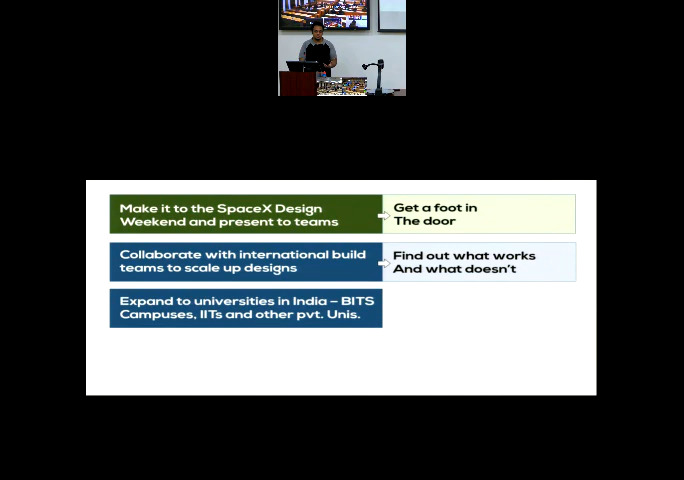 Make it to the SpaceX Design
Weekend and present to teams
Get a foot in
The door
Collaborate with international build
teams to scale up designs
Find out what works
And what doesn't
Expand to universities in India – BITS
Campuses, IITs and other pvt. Unis.